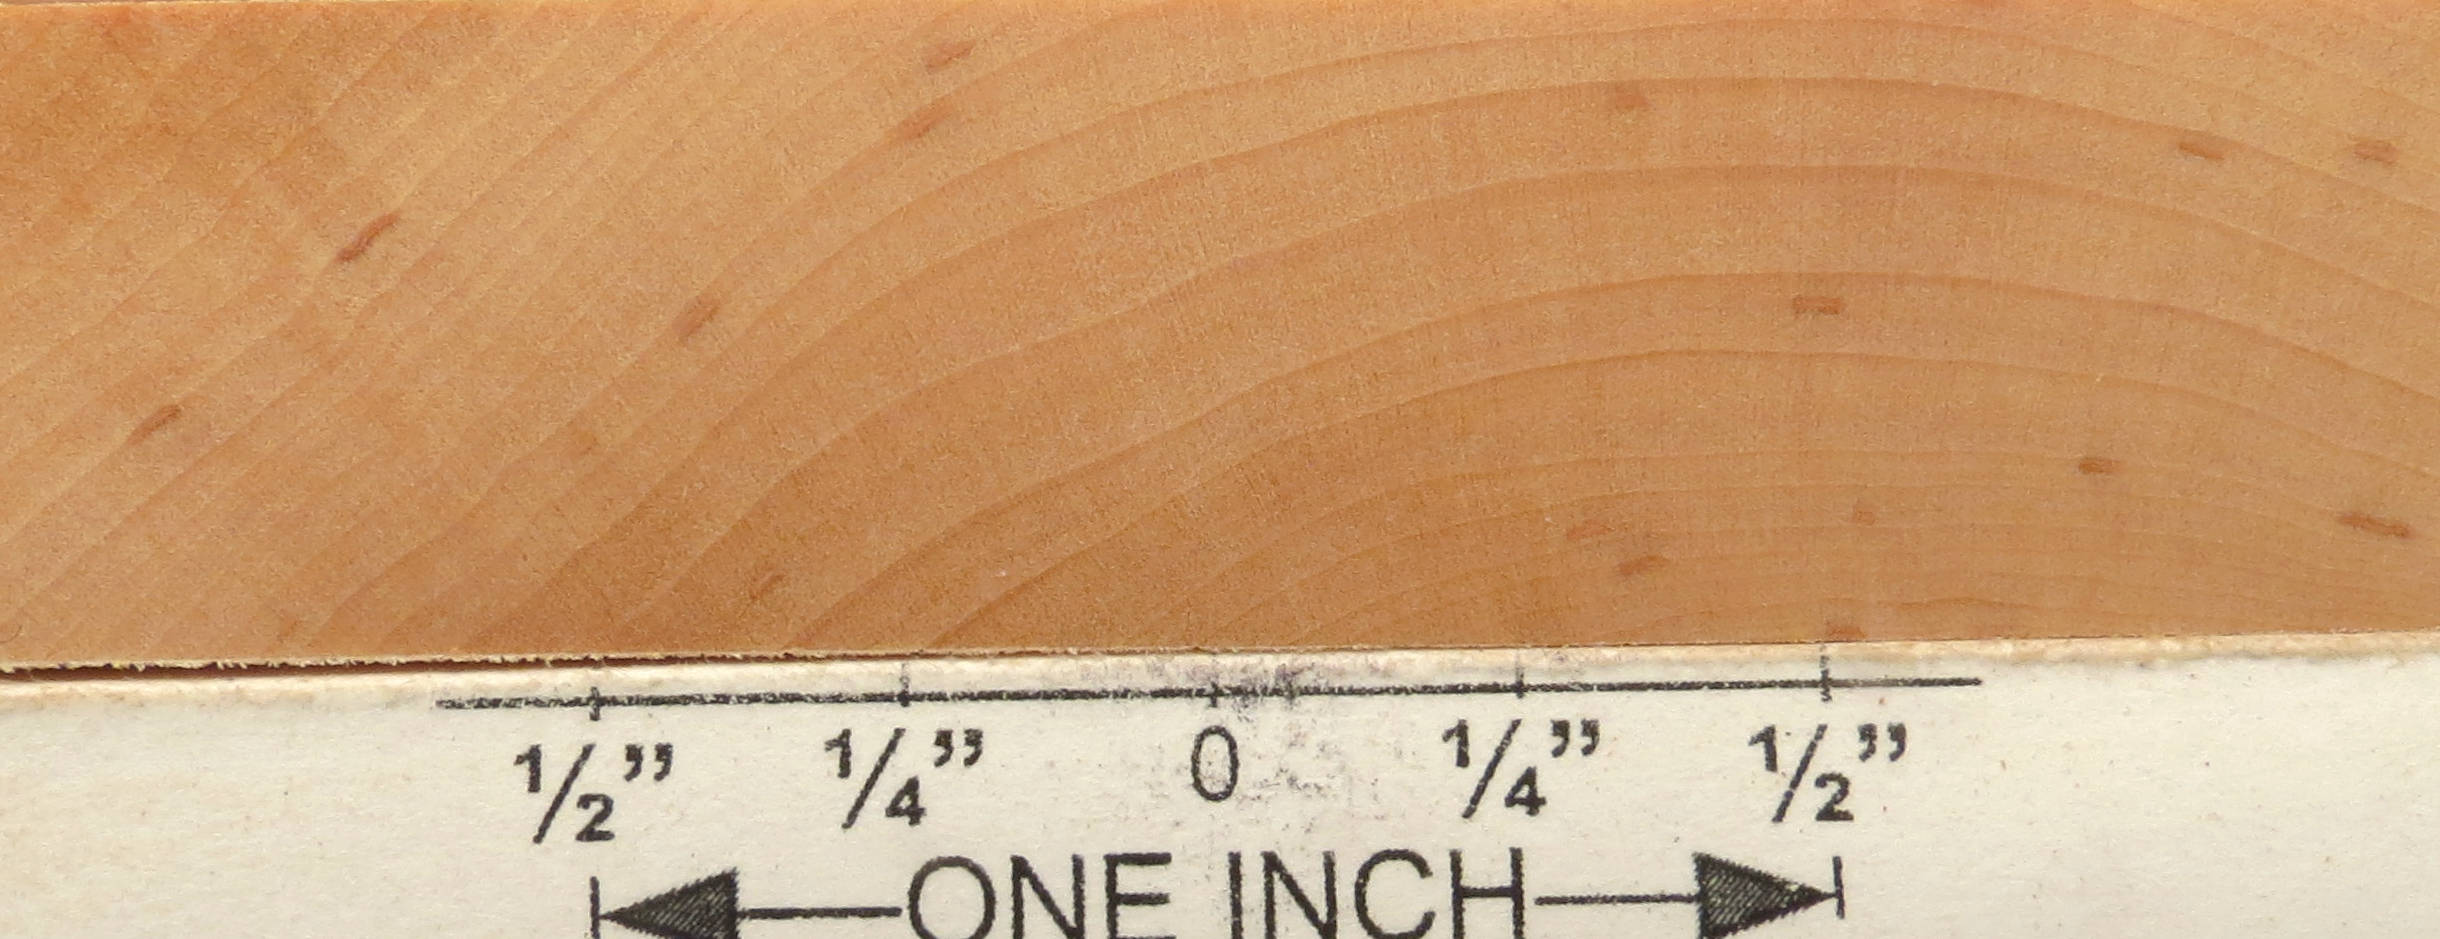 1/2” 1/4” 0 1/4” 1/2”
ONE INCH